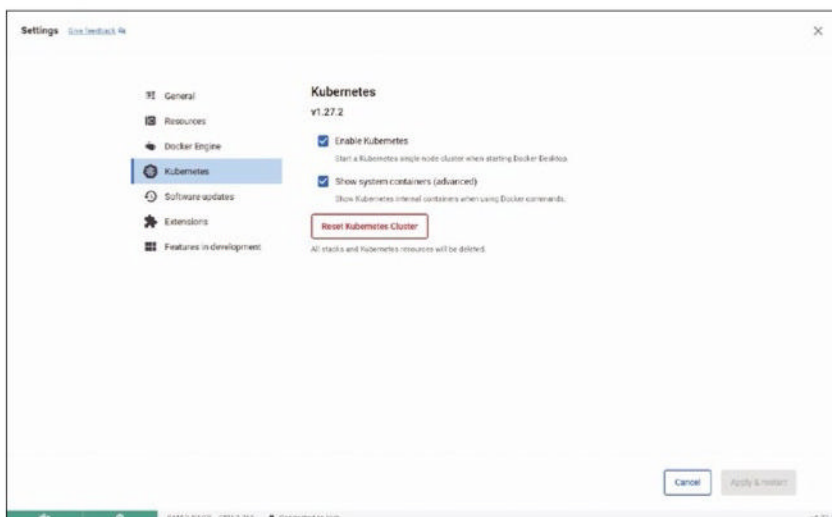 Settings Give feedback
General
Resources
Docker Engine
Kubernetes
Software updates
Extensions
Features in development
Kubernetes
v1.27.2
Enable Kubernetes
Start a Kubernetes single node cluster when starting Docker Desktop.
Show system containers (advanced)
Show Kubernetes internal containers when using Docker commands.
Reset Kubernetes Cluster
All stacks and Kubernetes resources will be deleted.
Cancel
Apply & restart